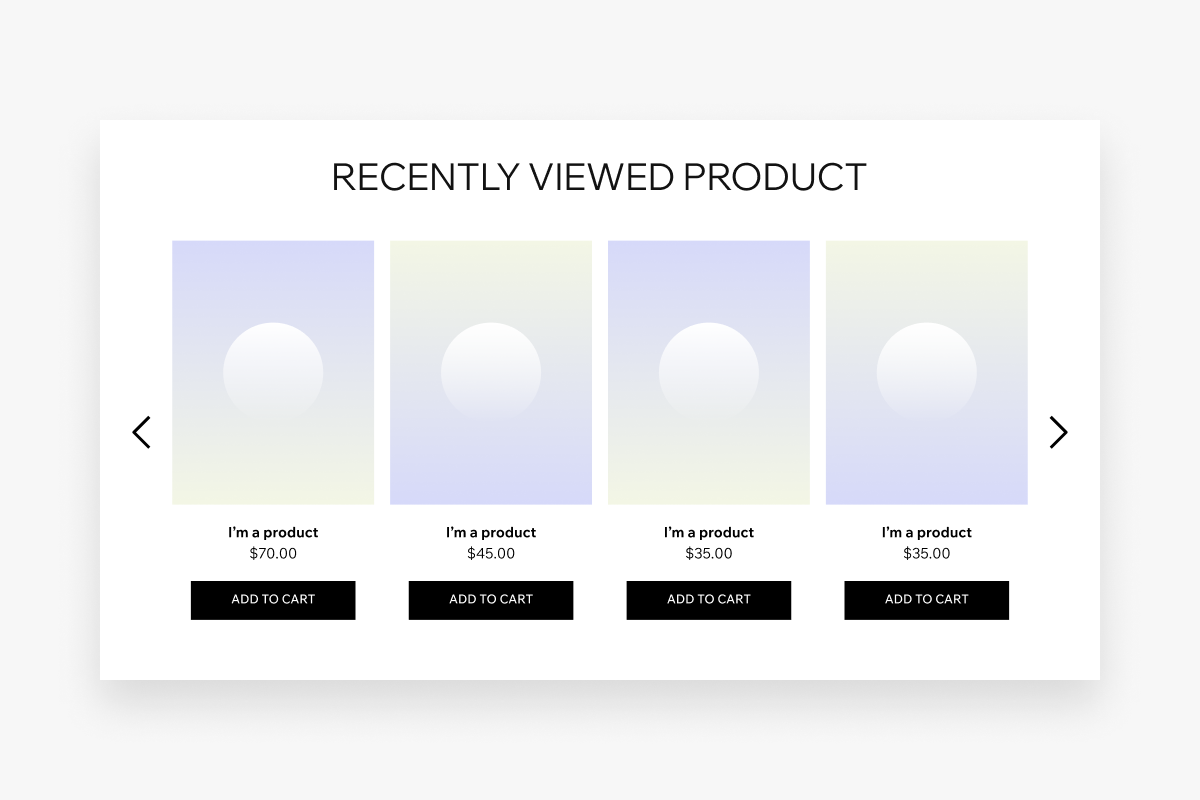 RECENTLY VIEWED PRODUCT
I'm a product
$70.00
ADD TO CART
I'm a product
$45.00
ADD TO CART
I'm a product
$35.00
ADD TO CART
I'm a product
$35.00
ADD TO CART